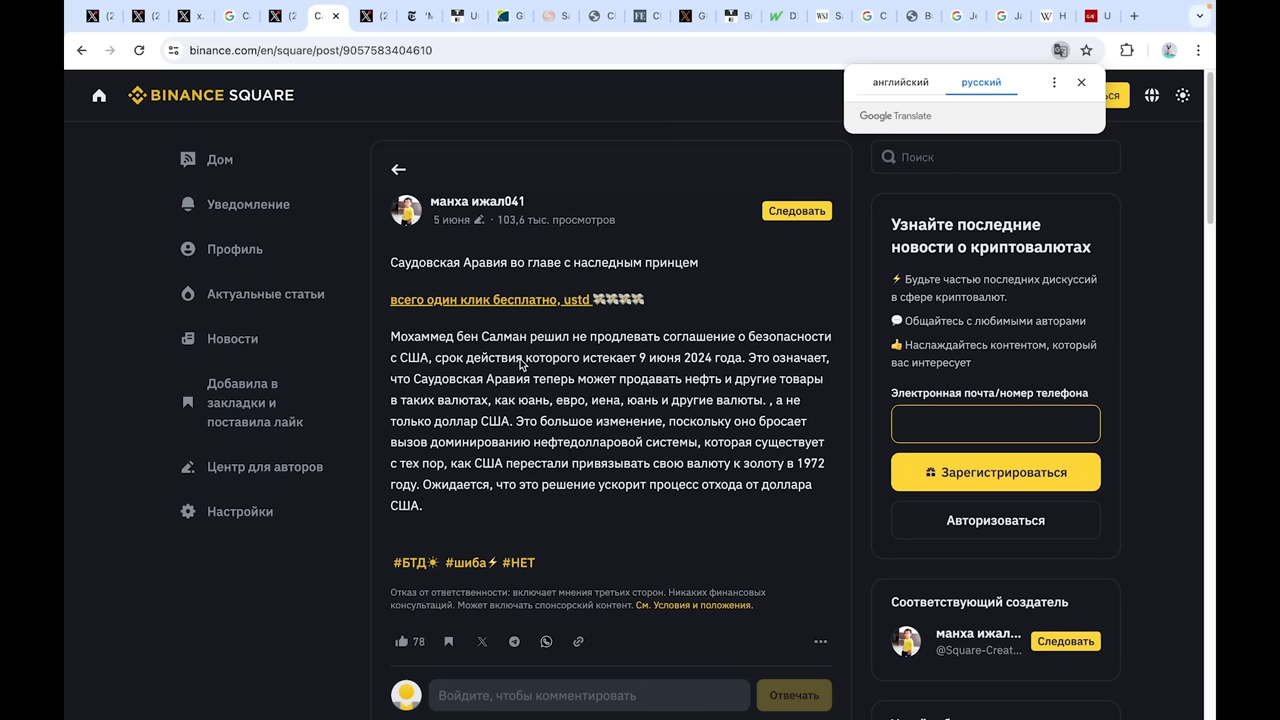 (2
(2
x.
C
(2
C
(2
'M
U
G
S
C
C
G
B
D
S
C
B
Je
Ja
H
U
binance.com/en/square/post/9057583404610
английский
русский
Google Translate
BINANCE SQUARE
ся
Дом
Уведомление
Профиль
Актуальные статьи
Новости
Добавила в
закладки и
поставила лайк
Центр для авторов
Настройки
манха ижал041
5 июня · 103,6 тыс. просмотров
Следовать
Саудовская Аравия во главе с наследным принцем
всего один клик бесплатно, ustd 💸💸💸💸
Мохаммед бен Салман решил не продлевать соглашение о безопасности
с США, срок действия которого истекает 9 июня 2024 года. Это означает,
что Саудовская Аравия теперь может продавать нефть и другие товары
в таких валютах, как юань, евро, иена, юань и другие валюты. , а не
только доллар США. Это большое изменение, поскольку оно бросает
вызов доминированию нефтедолларовой системы, которая существует
с тех пор, как США перестали привязывать свою валюту к золоту в 1972
году. Ожидается, что это решение ускорит процесс отхода от доллара
США.
#БТД☀ #шиба⚡ #НЕТ
Отказ от ответственности: включает мнения третьих сторон. Никаких финансовых
консультаций. Может включать спонсорский контент. См. Условия и положения.
78
Войдите, чтобы комментировать
Отвечать
Поиск
Узнайте последние
новости о криптовалютах
⚡ Будьте частью последних дискуссий
в сфере криптовалют.
💬 Общайтесь с любимыми авторами
👍 Наслаждайтесь контентом, который
вас интересует
Электронная почта/номер телефона
Зарегистрироваться
Авторизоваться
Соответствующий создатель
манха ижал...
@Square-Creat...
Следовать